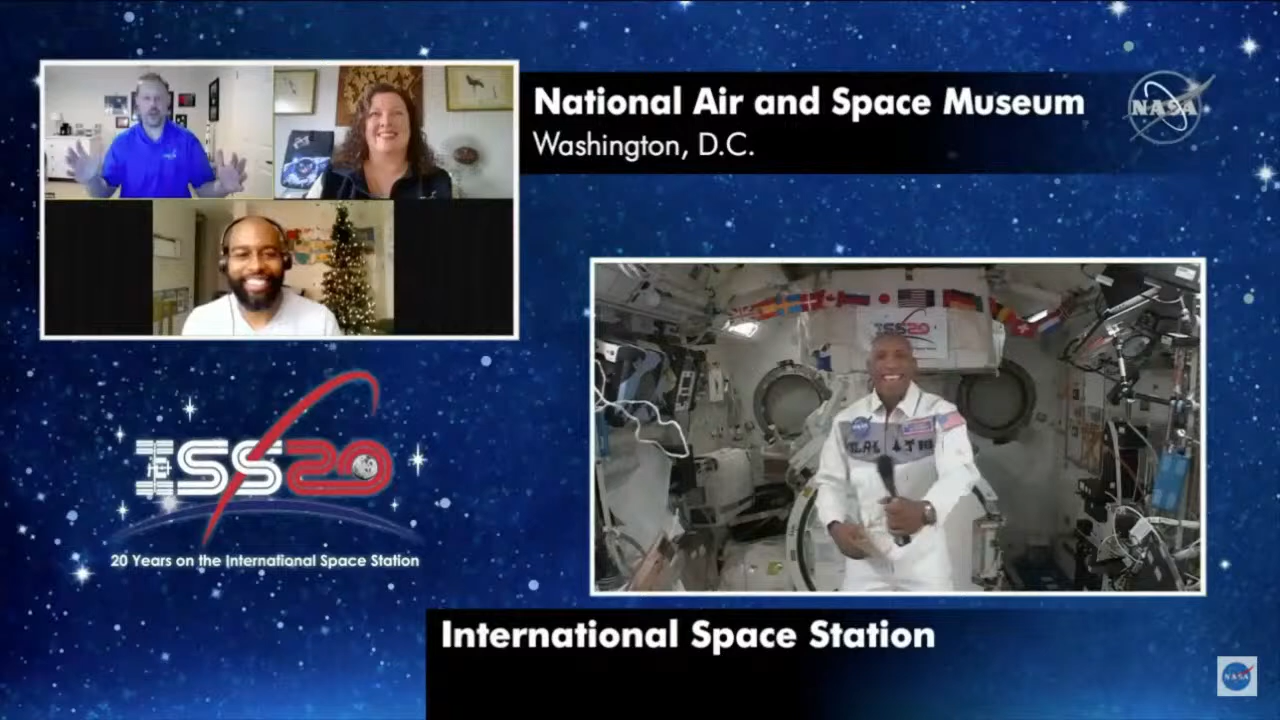 National Air and Space Museum
Washington, D.C.
NASA
ISS20
ISS20
20 Years on the International Space Station
International Space Station
NASA